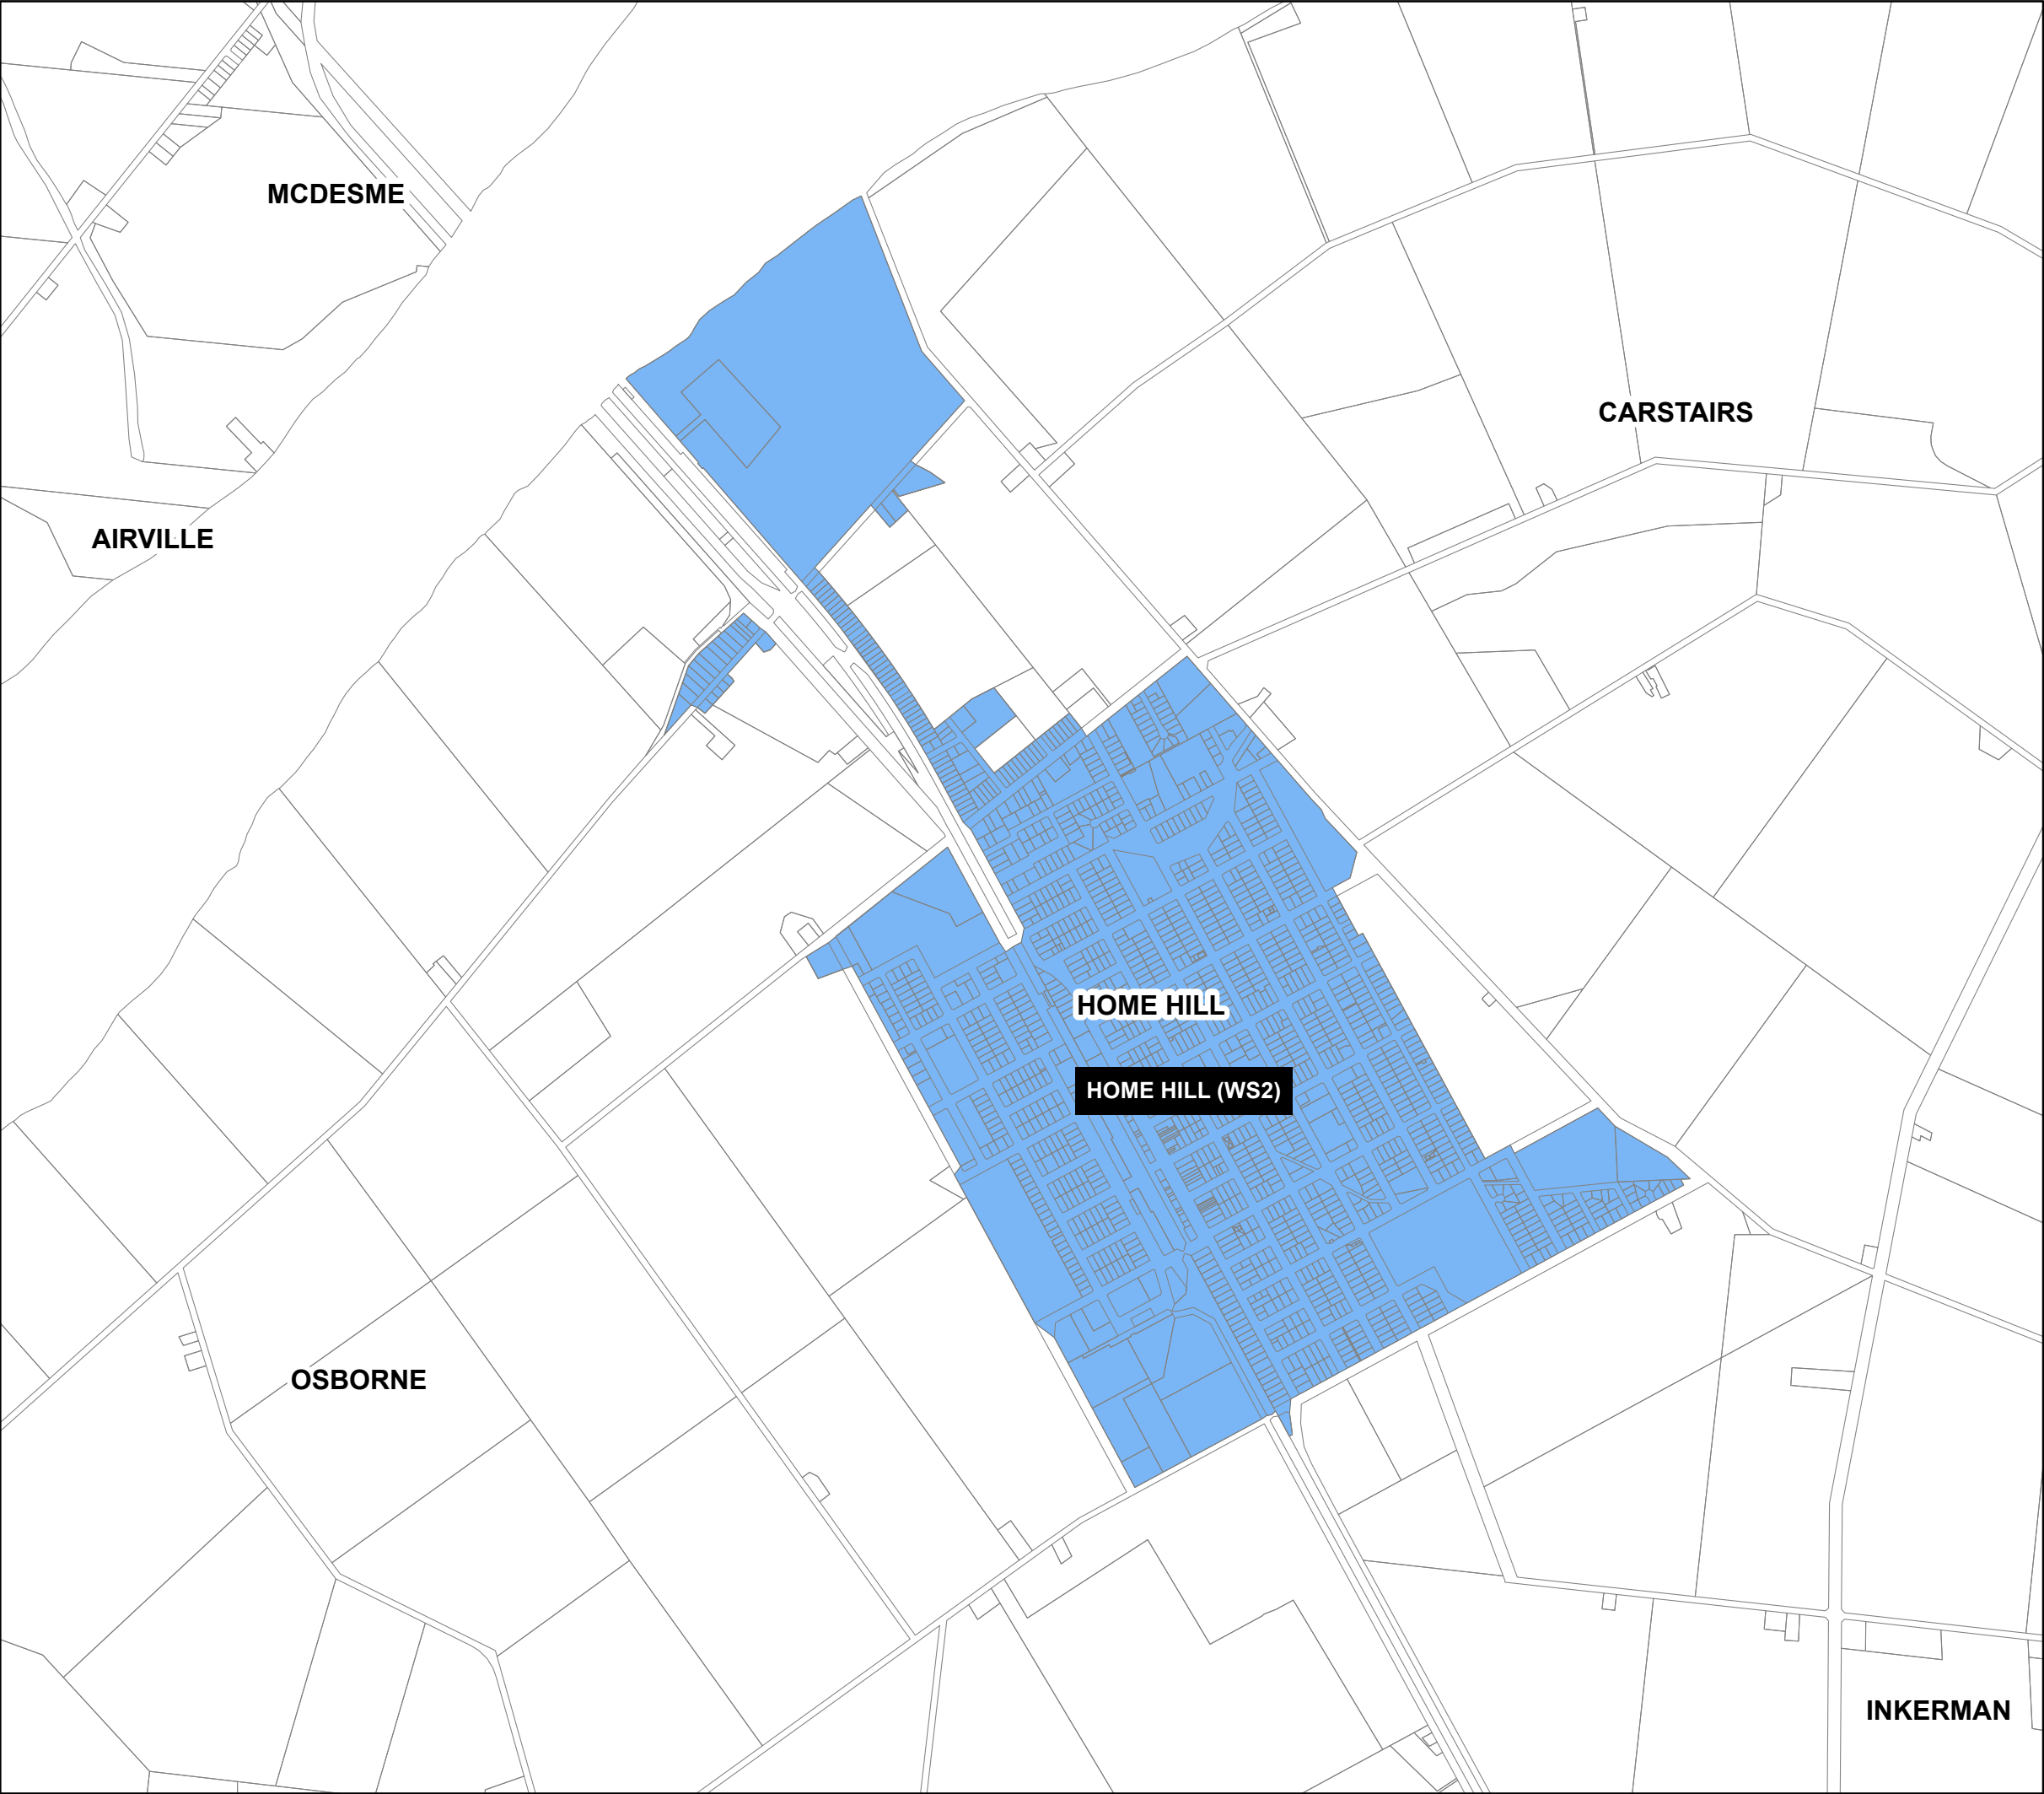 MCDESME
CARSTAIRS
AIRVILLE
HOME HILL
HOME HILL (WS2)
OSBORNE
INKERMAN